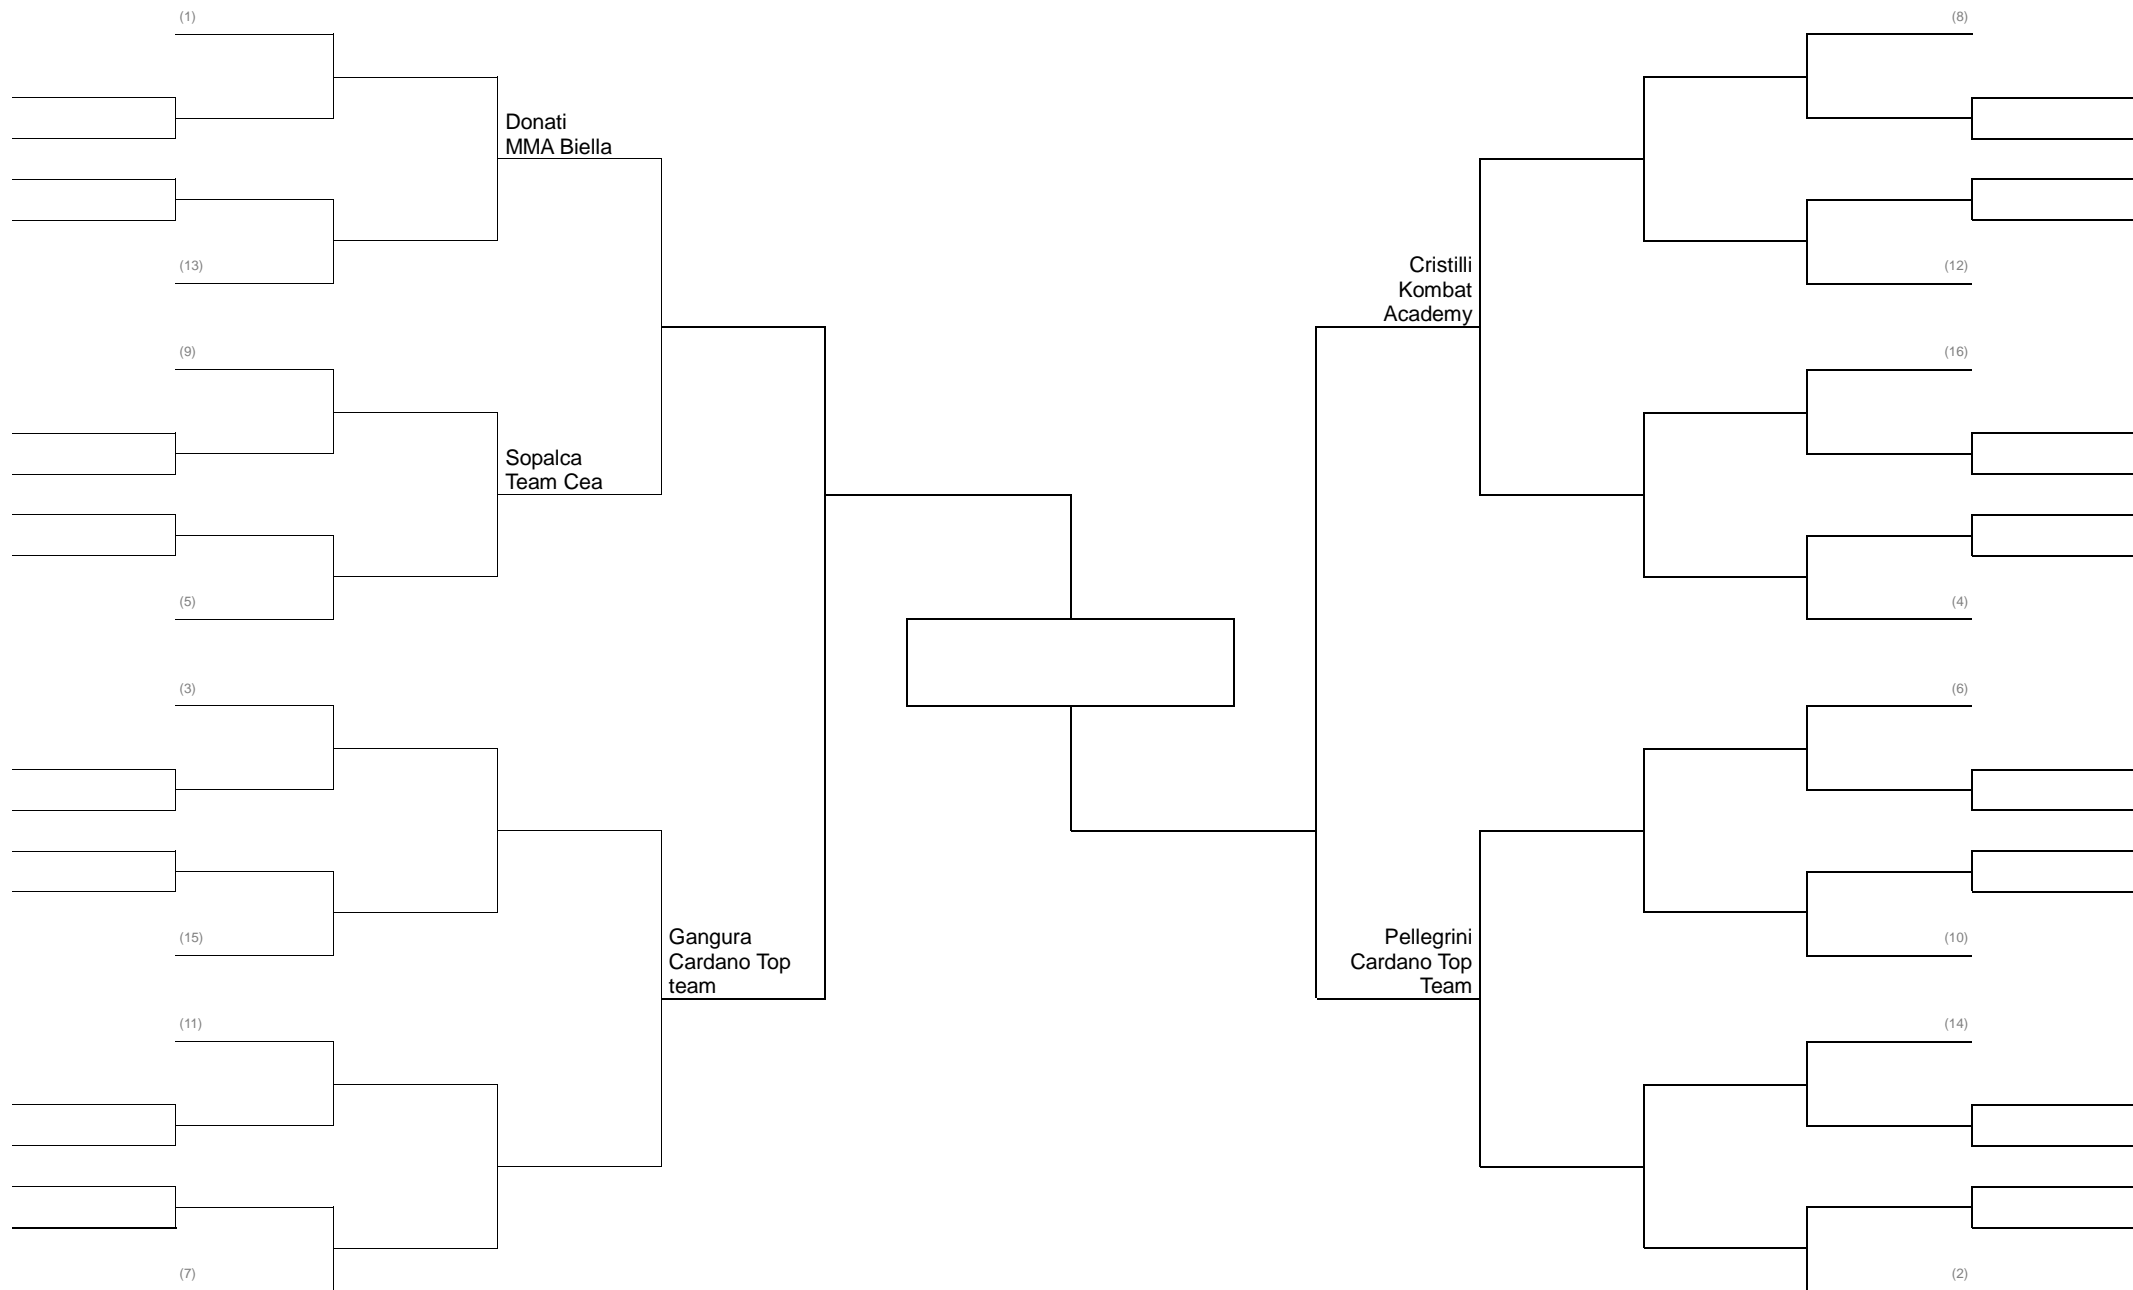 (1)
(8)
Donati
MMA Biella
(13)
Cristilli
Kombat
Academy
(12)
(9)
(16)
Sopalca
Team Cea
(5)
(4)
(3)
(6)
Gangura
Cardano Top
team
(15)
Pellegrini
Cardano Top
Team
(10)
(11)
(14)
(7)
(2)